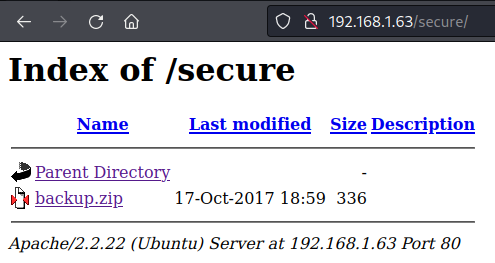 192.168.1.63/secure/
Index of /secure
Name Last modified Size Description
Parent Directory -
backup.zip 17-Oct-2017 18:59 336
Apache/2.2.22 (Ubuntu) Server at 192.168.1.63 Port 80